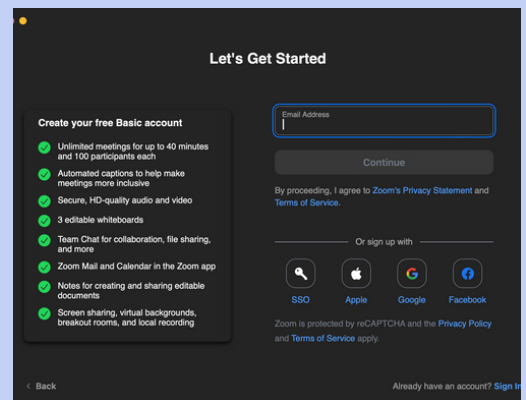 Let's Get Started
Create your free Basic account
Unlimited meetings for up to 40 minutes
and 100 participants each
Automated captions to help make
meetings more inclusive
Secure, HD-quality audio and video
3 editable whiteboards
Team Chat for collaboration, file sharing,
and more
Zoom Mail and Calendar in the Zoom app
Notes for creating and sharing editable
documents
Screen sharing, virtual backgrounds,
breakout rooms, and local recording
Email Address
Continue
By proceeding, I agree to Zoom's Privacy Statement and
Terms of Service.
Or sign up with
SSO Apple Google Facebook
Zoom is protected by reCAPTCHA and the Privacy Policy
and Terms of Service apply.
< Back
Already have an account? Sign In